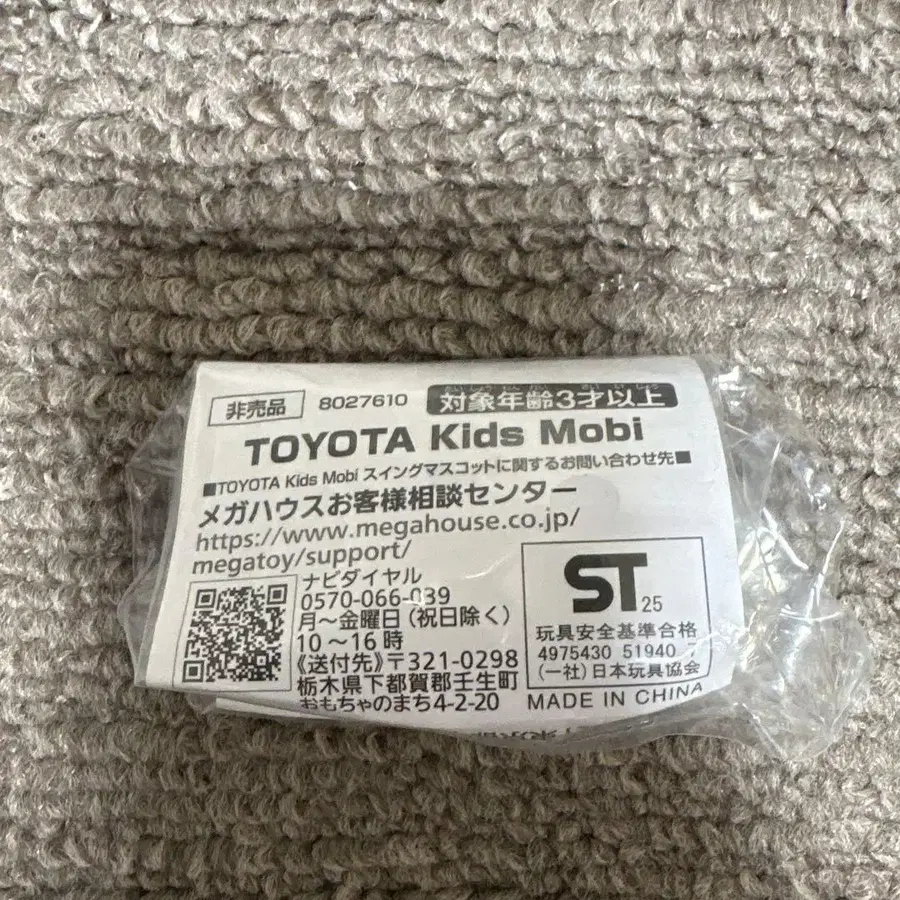 非売品 8027610 対象年齢3才以上
TOYOTA Kids Mobi
■TOYOTA Kids Mobi スイングマスコットに関するお問い合わせ先■
メガハウスお客様相談センター
https://www.megahouse.co.jp/
megatoy/support/
ナビダイヤル
0570-066-039
月～金曜日(祝日除く)
10～16時
《送付先》〒321-0298
栃木県下都賀郡壬生町
おもちゃのまち4-2-20
ST 25
玩具安全基準合格
4975430 51940
(一社)日本玩具協会
MADE IN CHINA